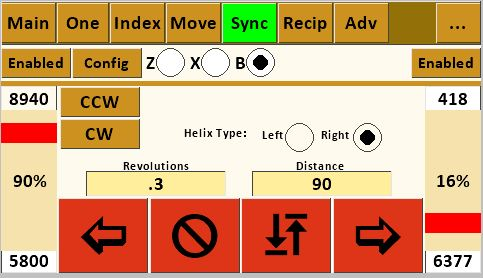 Main One Index Move Sync Recip Adv ...
Enabled Config Z X B Enabled
8940 CCW 418
CW Helix Type: Left Right
Revolutions Distance
90% .3 90 16%
5800 6377